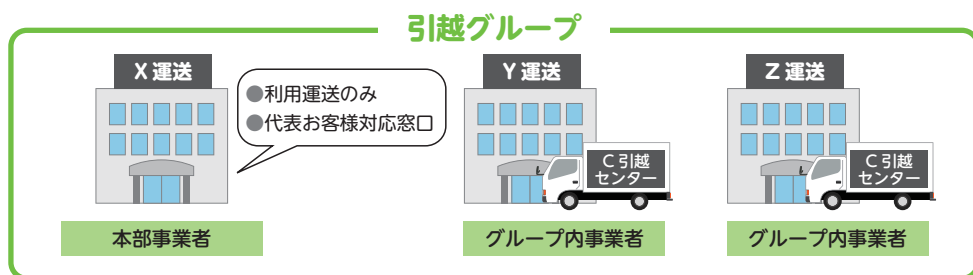 引越グループ
X 運送
●利用運送のみ
●代表お客様対応窓口
本部事業者
Y 運送
C 引越
センター
グループ内事業者
Z 運送
C 引越
センター
グループ内事業者